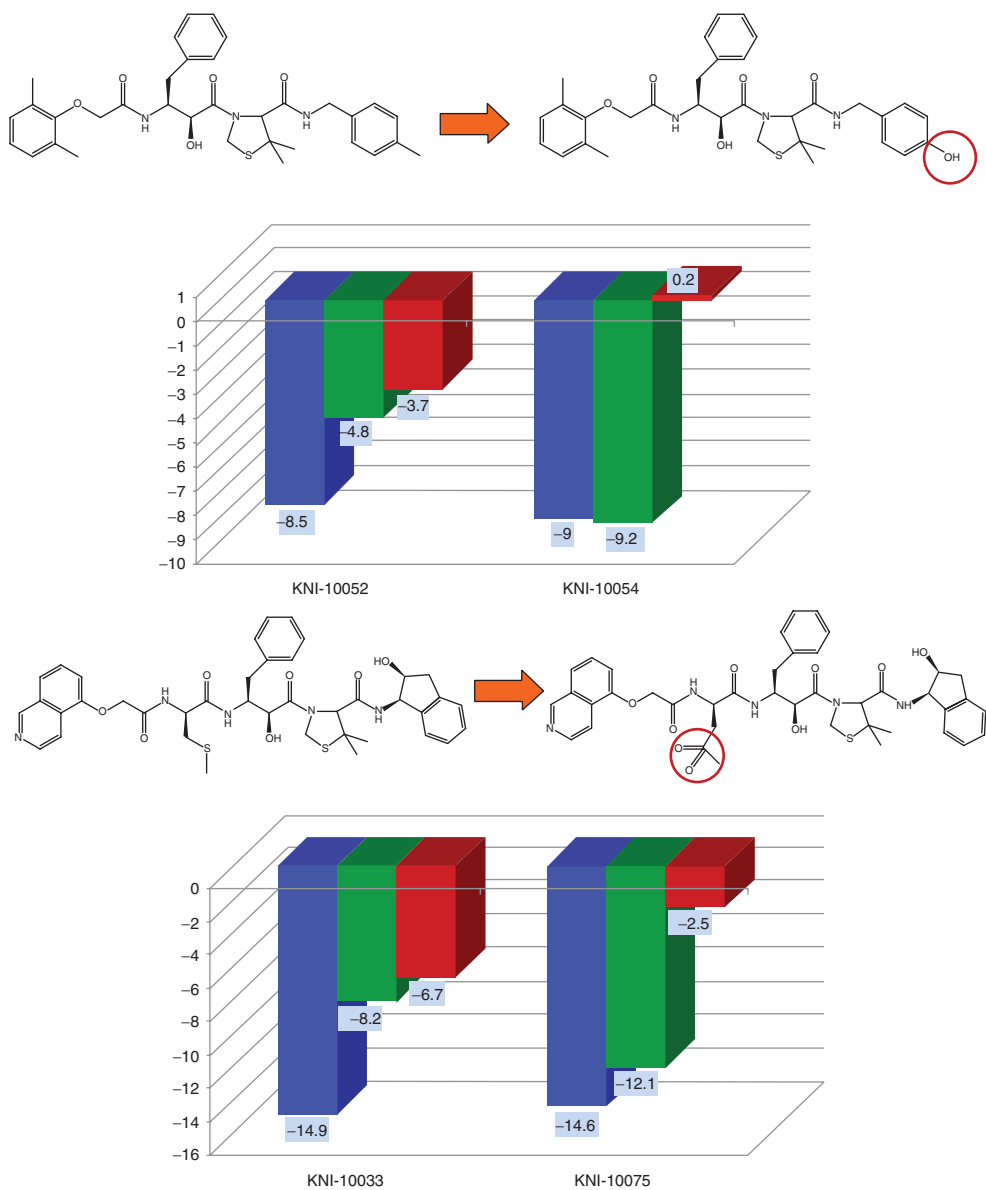 O O O O
O N N
N H
H OH S
O O O O
O N N
N H
H OH S
OH
0.2
1
0
−1
−2
−3
−4
−5
−6
−7
−8
−9
−10
−3.7
−4.8
−8.5
−9
−9.2
KNI-10052 KNI-10054
HO
H
N O O O
O N N NH
N O H OH S
S
HO
H
N O O O
O N N NH
N O H OH S
O
O
0
−2
−4
−6
−8
−10
−12
−14
−16
−2.5
−6.7
−8.2
−12.1
−14.9
−14.6
KNI-10033 KNI-10075